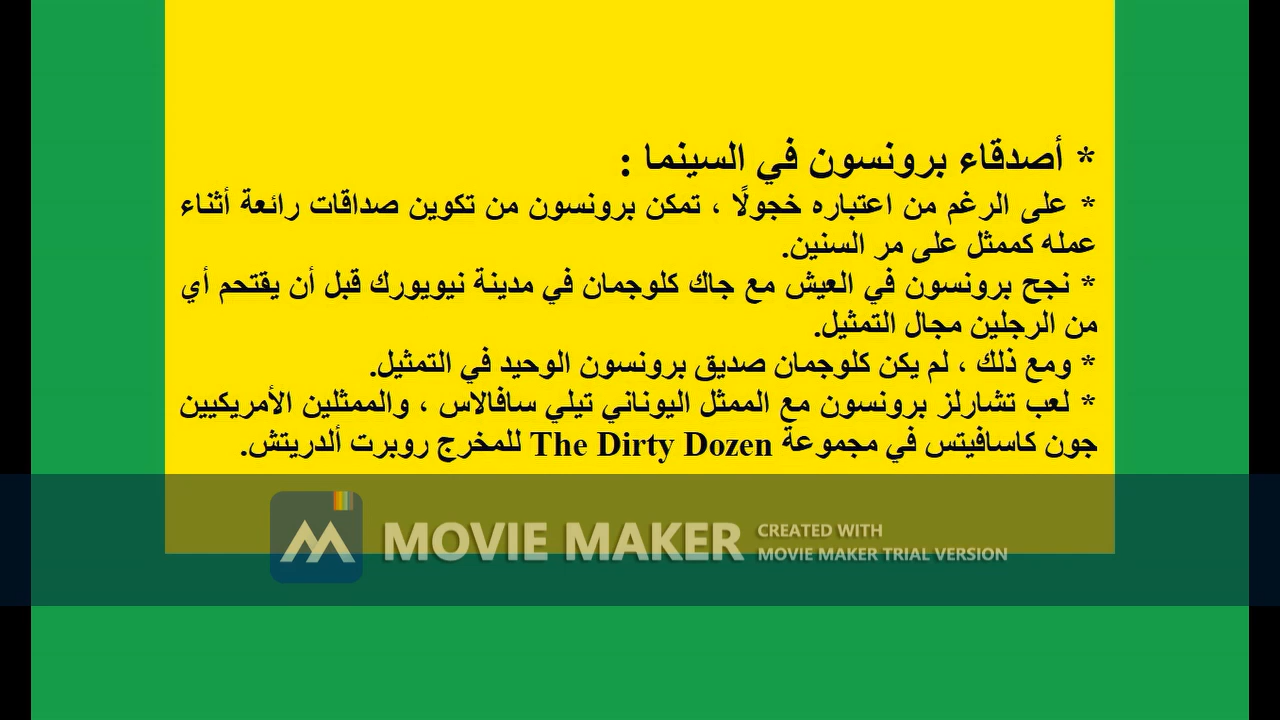 * أصدقاء برونسون في السينما :
* على الرغم من اعتباره خجولًا ، تمكن برونسون من تكوين صداقات رائعة أثناء
عمله كممثل على مر السنين.
* نجح برونسون في العيش مع جاك كلوجمان في مدينة نيويورك قبل أن يقتحم أي
من الرجلين مجال التمثيل.
* ومع ذلك ، لم يكن كلوجمان صديق برونسون الوحيد في التمثيل.
* لعب تشارلز برونسون مع الممثل اليوناني تيلي سافالاس ، والممثلين الأمريكيين
جون كاسافيتس في مجموعة The Dirty Dozen للمخرج روبرت ألدريتش.
MOVIE MAKER
CREATED WITH
MOVIE MAKER TRIAL VERSION